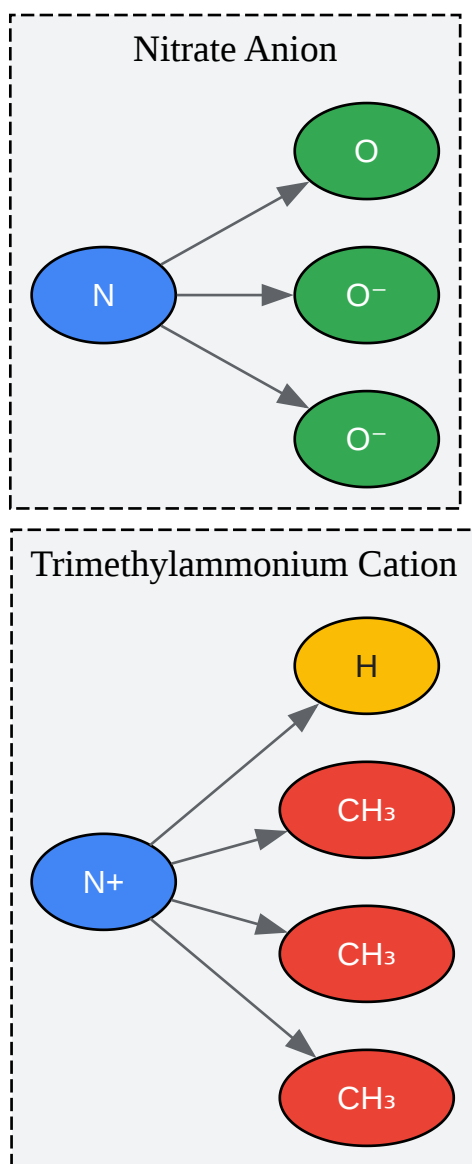 Nitrate Anion
O
N
O⁻
O⁻
Trimethylammonium Cation
H
CH₃
N+
CH₃
CH₃